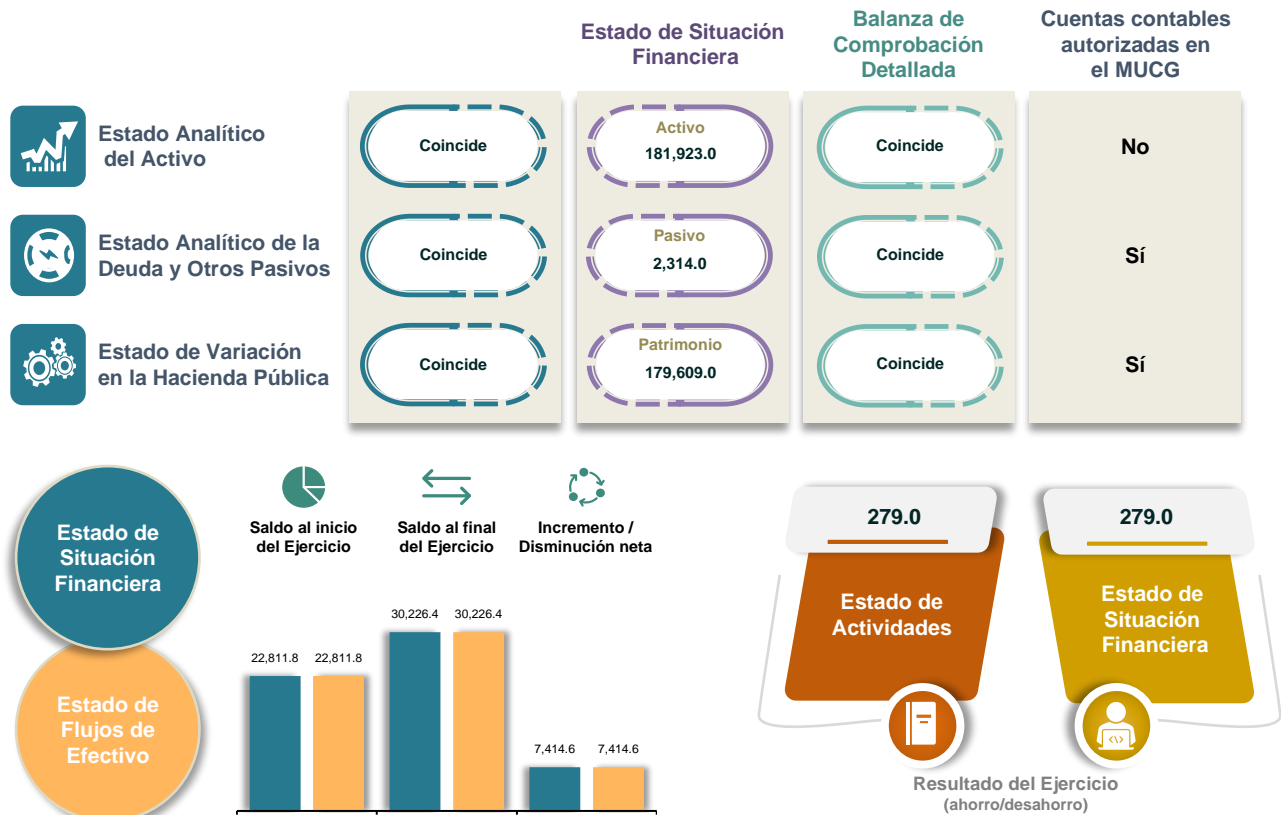 Estado de Situación
Financiera
Balanza de
Comprobación
Detallada
Cuentas contables
autorizadas en
el MUCG
Estado Analítico
del Activo
Coincide
Activo
181,923.0
Coincide
No
Estado Analítico de la
Deuda y Otros Pasivos
Coincide
Pasivo
2,314.0
Coincide
Sí
Estado de Variación
en la Hacienda Pública
Coincide
Patrimonio
179,609.0
Coincide
Sí
Estado de
Situación
Financiera
Estado de
Flujos de
Efectivo
Saldo al inicio
del Ejercicio
Saldo al final
del Ejercicio
Incremento /
Disminución neta
22,811.8
22,811.8
30,226.4
30,226.4
7,414.6
7,414.6
279.0
Estado de
Actividades
279.0
Estado de
Situación
Financiera
Resultado del Ejercicio
(ahorro/desahorro)